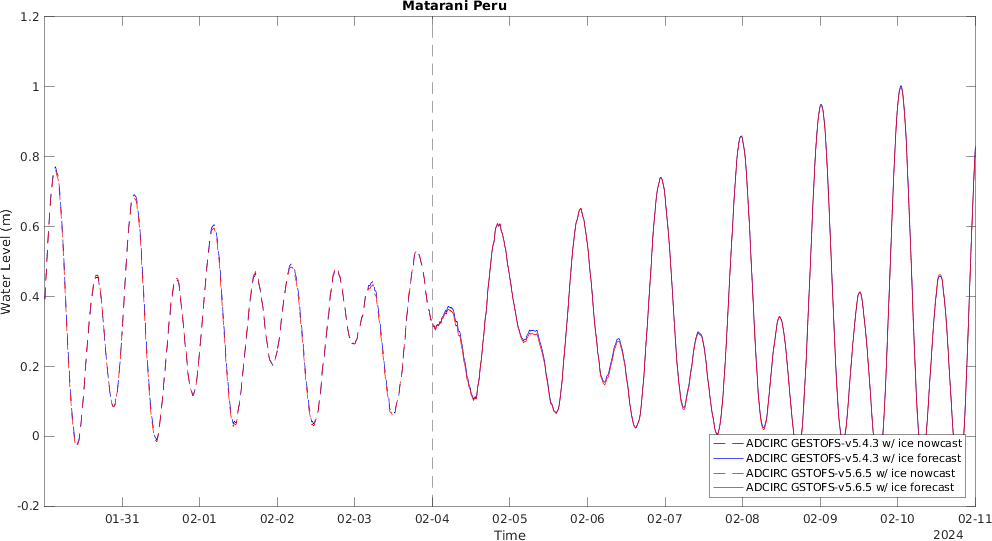 Matarani Peru
1.2
1
0.8
0.6
0.4
0.2
0
-0.2
Water Level (m)
ADCIRC GESTOFS-v5.4.3 w/ ice nowcast
ADCIRC GESTOFS-v5.4.3 w/ ice forecast
ADCIRC GSTOFS-v5.6.5 w/ ice nowcast
ADCIRC GSTOFS-v5.6.5 w/ ice forecast
01-31 02-01 02-02 02-03 02-04 02-05 02-06 02-07 02-08 02-09 02-10 02-11
Time 2024